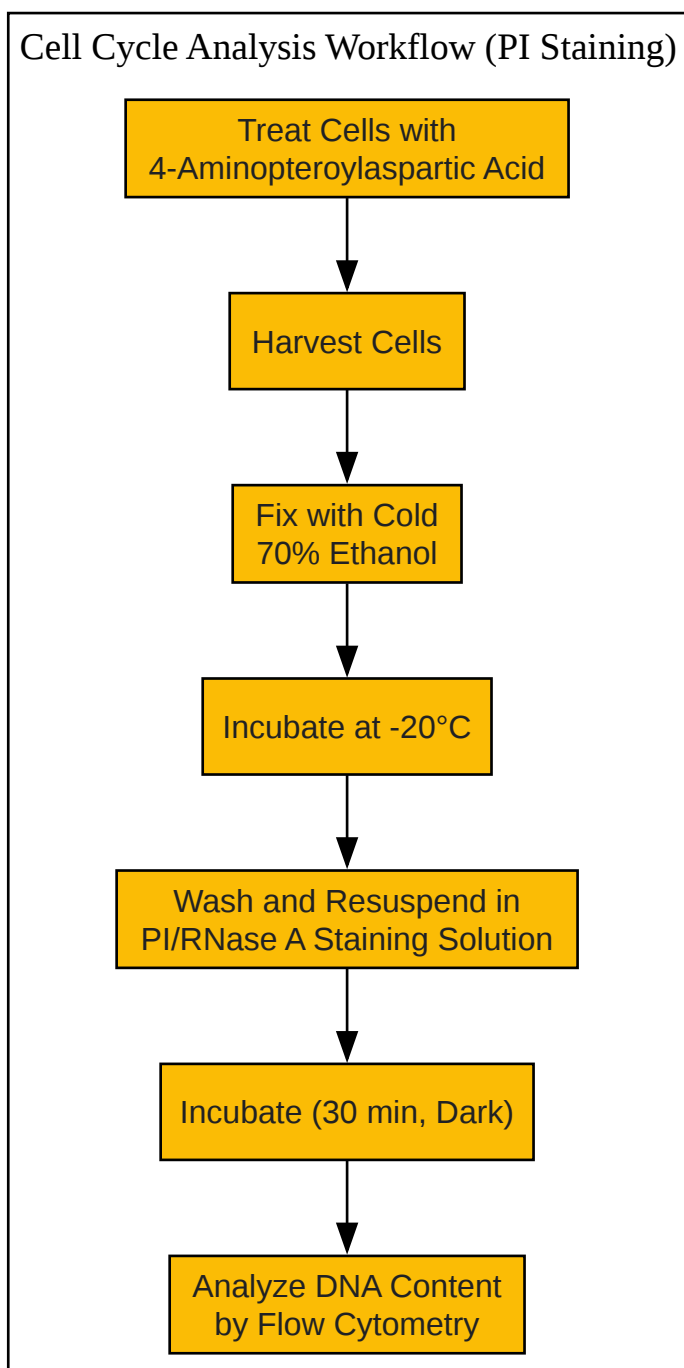 Cell Cycle Analysis Workflow (PI Staining)
Treat Cells with
4-Aminopteroylaspartic Acid
Harvest Cells
Fix with Cold
70% Ethanol
Incubate at -20°C
Wash and Resuspend in
PI/RNase A Staining Solution
Incubate (30 min, Dark)
Analyze DNA Content
by Flow Cytometry